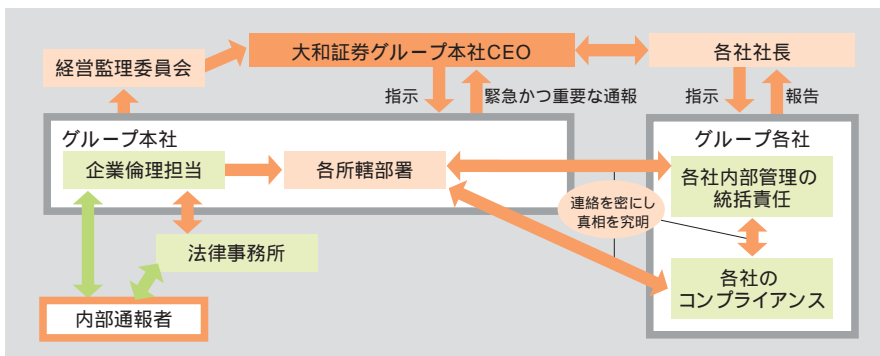 大和証券グループ本社CEO
各社社長
経営監理委員会
指示
緊急かつ重要な通報
指示
報告
グループ本社
企業倫理担当
各所轄部署
グループ各社
各社内部管理の
統括責任
連絡を密にし
真相を究明
法律事務所
各社の
コンプライアンス
内部通報者